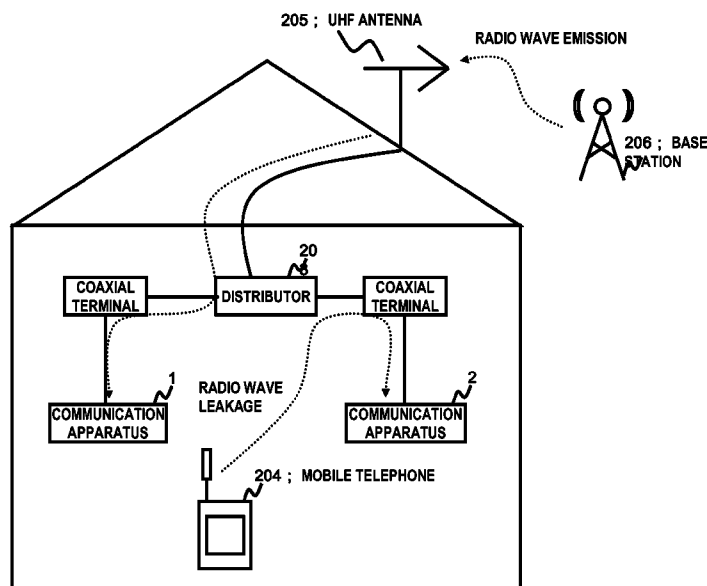 205 ; UHF ANTENNA
RADIO WAVE EMISSION
206 ; BASE
STATION
20
8
COAXIAL
TERMINAL
DISTRIBUTOR
COAXIAL
TERMINAL
1
2
RADIO WAVE
LEAKAGE
COMMUNICATION
APPARATUS
COMMUNICATION
APPARATUS
204 ; MOBILE TELEPHONE